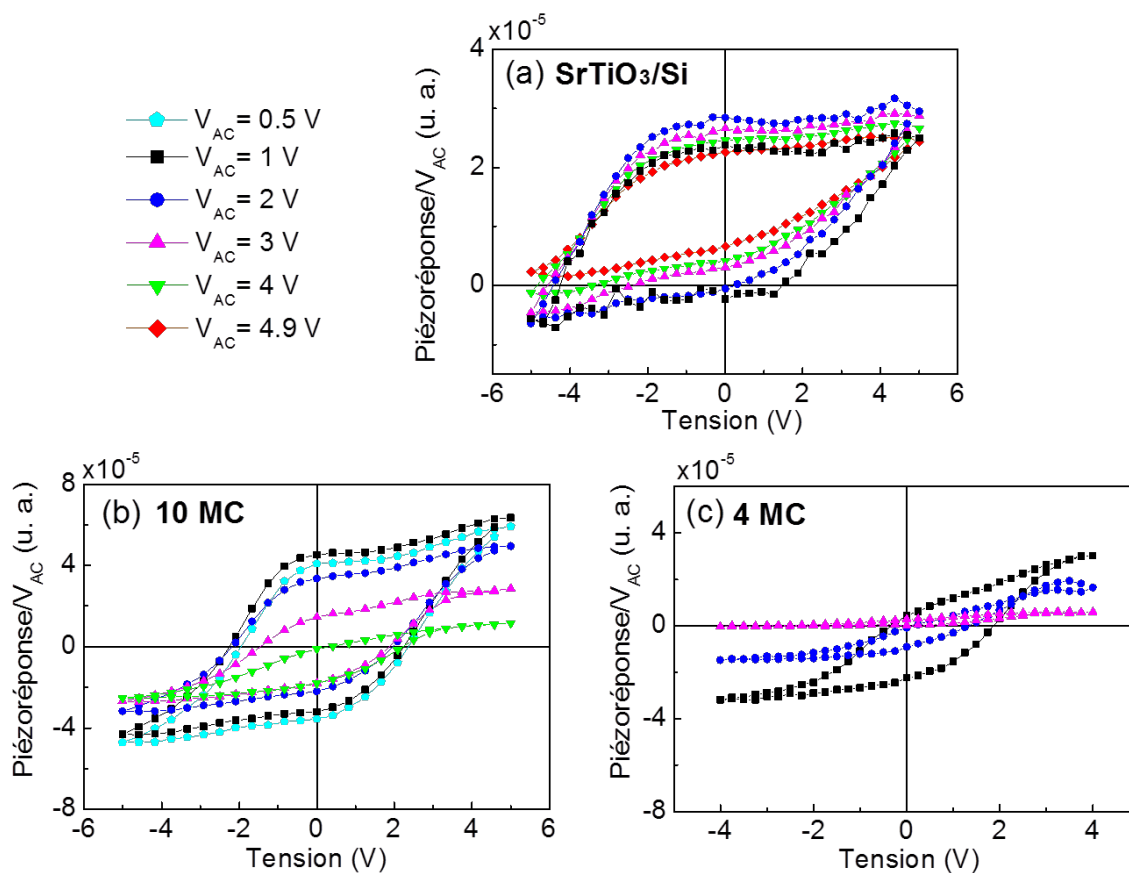 V_AC = 0.5 V
V_AC = 1 V
V_AC = 2 V
V_AC = 3 V
V_AC = 4 V
V_AC = 4.9 V
x10^-5
(a) SrTiO₃/Si
4
2
0
Piézoréponse/V_AC (u. a.)
-6 -4 -2 0 2 4 6
Tension (V)
x10^-5
(b) 10 MC
8
4
0
-4
-8
Piézoréponse/V_AC (u. a.)
-6 -4 -2 0 2 4 6
Tension (V)
x10^-5
(c) 4 MC
4
0
-4
-8
Piézoréponse/V_AC (u. a.)
-4 -2 0 2 4
Tension (V)